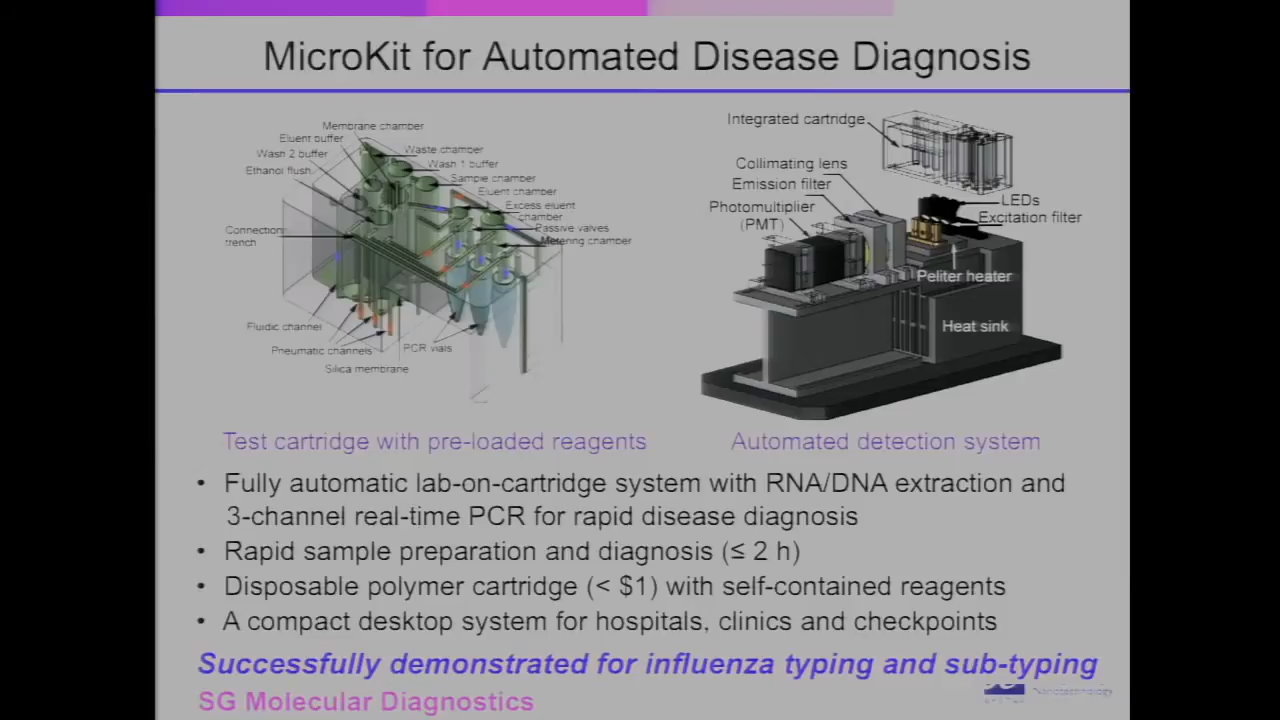 MicroKit for Automated Disease Diagnosis
Membrane chamber
Eluent buffer
Wash 2 buffer
Ethanol flush
Waste chamber
Wash 1 buffer
Sample chamber
Eluent chamber
Excess eluent
chamber
Passive valves
Metering chamber
Connection
trench
Fluidic channel
Pneumatic channels
Silica membrane
PCR vials
Integrated cartridge
Collimating lens
Emission filter
Photomultiplier
(PMT)
LEDs
Excitation filter
Peliter heater
Heat sink
Test cartridge with pre-loaded reagents
Automated detection system
• Fully automatic lab-on-cartridge system with RNA/DNA extraction and
3-channel real-time PCR for rapid disease diagnosis
• Rapid sample preparation and diagnosis (≤ 2 h)
• Disposable polymer cartridge (< $1) with self-contained reagents
• A compact desktop system for hospitals, clinics and checkpoints
Successfully demonstrated for influenza typing and sub-typing
SG Molecular Diagnostics
Nanotechnology